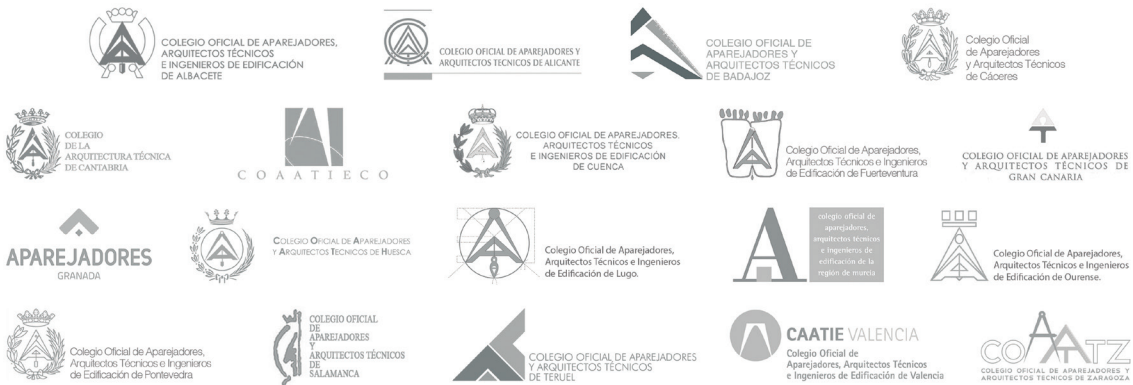 COLEGIO OFICIAL DE APAREJADORES,
ARQUITECTOS TÉCNICOS
E INGENIEROS DE EDIFICACIÓN
DE ALBACETE
COLEGIO OFICIAL DE APAREJADORES Y
ARQUITECTOS TECNICOS DE ALICANTE
COLEGIO OFICIAL DE
APAREJADORES Y
ARQUITECTOS TÉCNICOS
DE BADAJOZ
Colegio Oficial
de Aparejadores
y Arquitectos Técnicos
de Cáceres
COLEGIO
DE LA
ARQUITECTURA TÉCNICA
DE CANTABRIA
COAATIECO
COLEGIO OFICIAL DE APAREJADORES,
ARQUITECTOS TÉCNICOS
E INGENIEROS DE EDIFICACIÓN
DE CUENCA
Colegio Oficial de Aparejadores,
Arquitectos Técnicos e Ingenieros
de Edificación de Fuerteventura
COLEGIO OFICIAL DE APAREJADORES
Y ARQUITECTOS TÉCNICOS DE
GRAN CANARIA
APAREJADORES
GRANADA
COLEGIO OFICIAL DE APAREJADORES
Y ARQUITECTOS TECNICOS DE HUESCA
Colegio Oficial de Aparejadores,
Arquitectos Técnicos e Ingenieros
de Edificación de Lugo.
A
colegio oficial de
aparejadores,
arquitectos técnicos
e ingenieros de
edificación de la
región de murcia
Colegio Oficial de Aparejadores,
Arquitectos Técnicos e Ingenieros
de Edificación de Ourense.
Colegio Oficial de Aparejadores,
Arquitectos Técnicos e Ingenieros
de Edificación de Pontevedra
COLEGIO OFICIAL
DE
APAREJADORES
Y
ARQUITECTOS TÉCNICOS
DE
SALAMANCA
COLEGIO OFICIAL DE APAREJADORES
Y ARQUITECTOS TÉCNICOS
DE TERUEL
CAATIE VALENCIA
Colegio Oficial de
Aparejadores, Arquitectos Técnicos
e Ingenieros de Edificación de Valencia
COAATZ
COLEGIO OFICIAL DE APAREJADORES Y
ARQUITECTOS TECNICOS DE ZARAGOZA